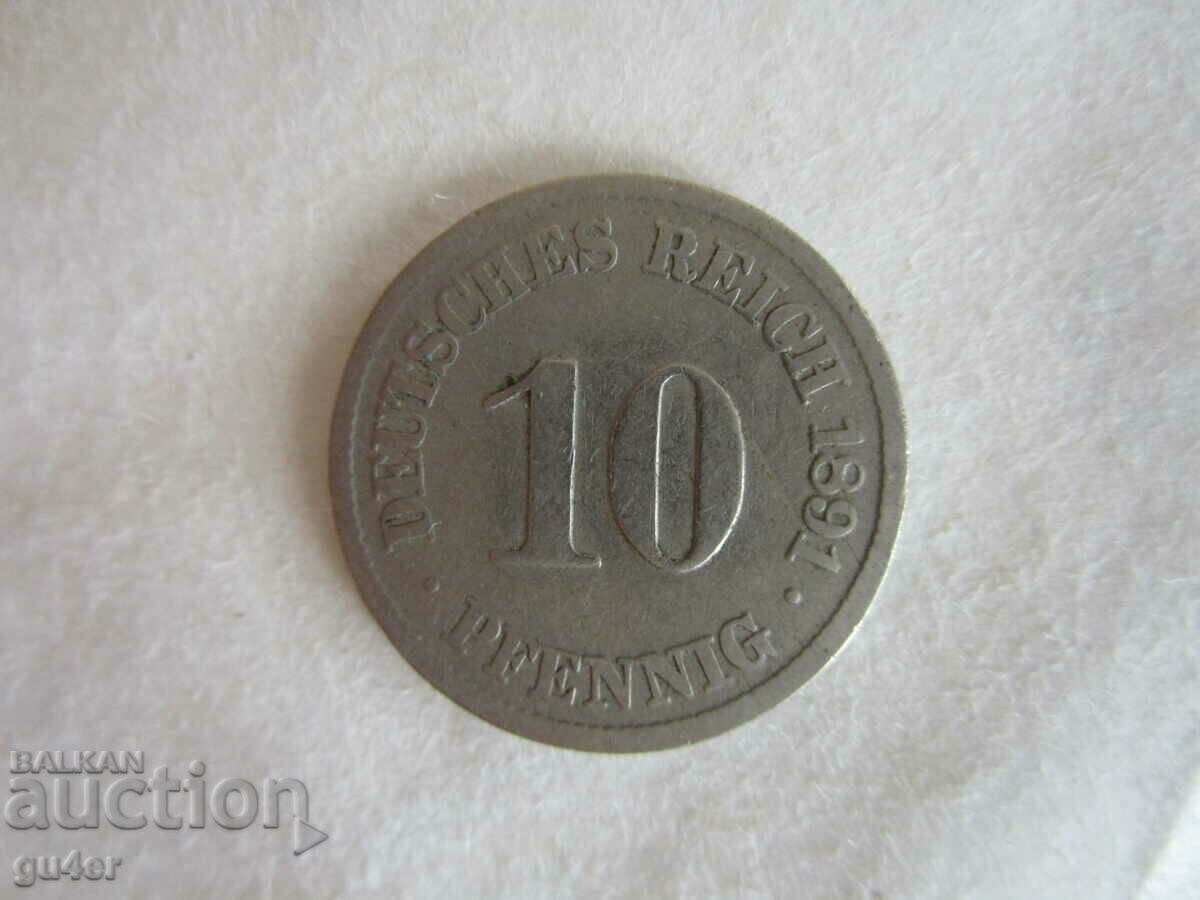 DEUTSCHES REICH 1891
10
· PFENNIG ·
BALKAN
auction
gu4er